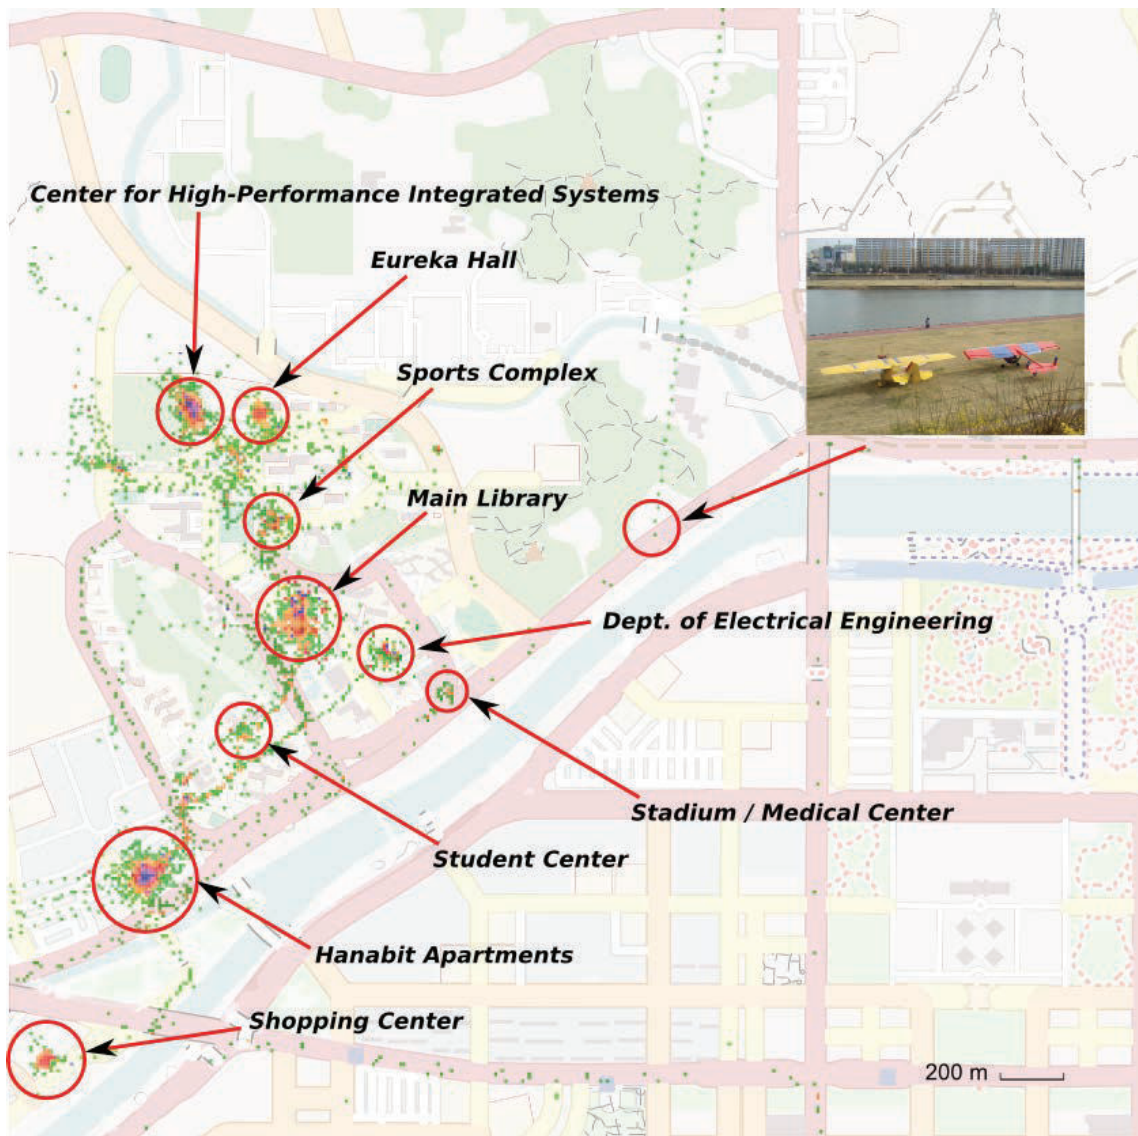 Center for High-Performance Integrated Systems
Eureka Hall
Sports Complex
Main Library
Dept. of Electrical Engineering
Stadium / Medical Center
Student Center
Hanabit Apartments
Shopping Center
200 m